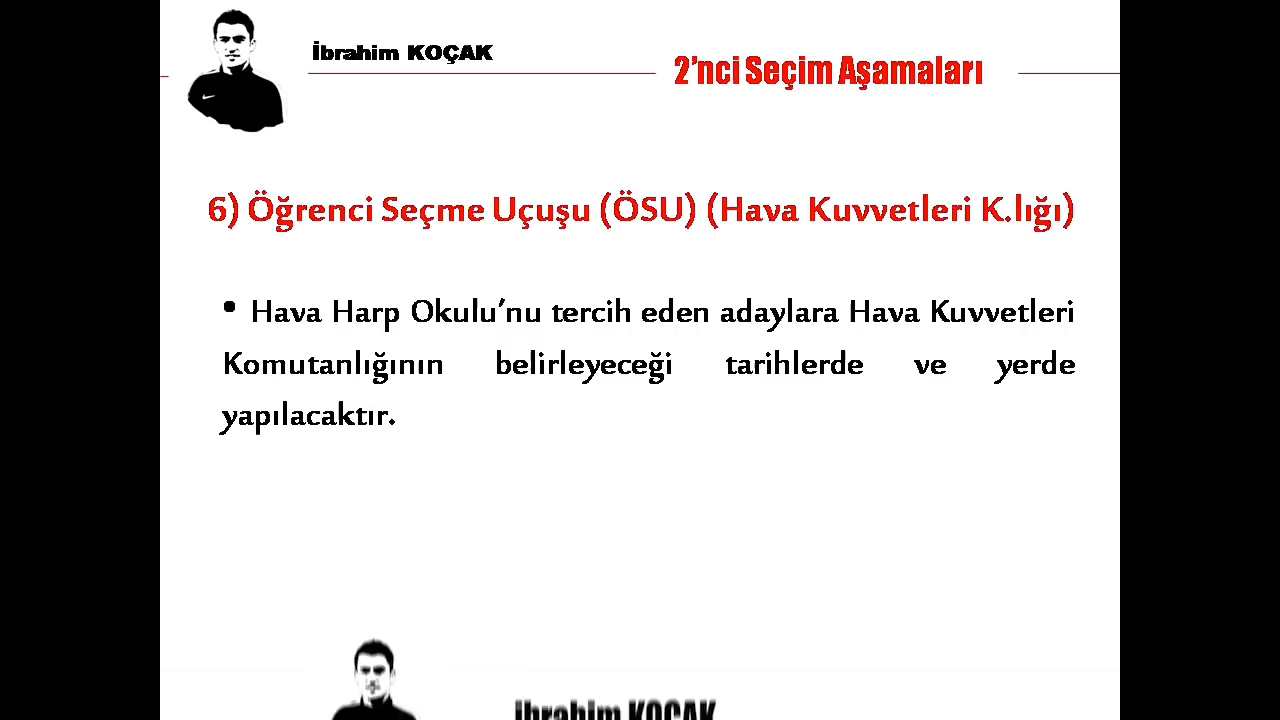 İbrahim KOÇAK
2’nci Seçim Aşamaları
6) Öğrenci Seçme Uçuşu (ÖSU) (Hava Kuvvetleri K.lığı)
• Hava Harp Okulu’nu tercih eden adaylara Hava Kuvvetleri
Komutanlığının belirleyeceği tarihlerde ve yerde
yapılacaktır.
ibrahim KOÇAK